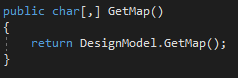 public char[,] GetMap()
{
    return DesignModel.GetMap();
}